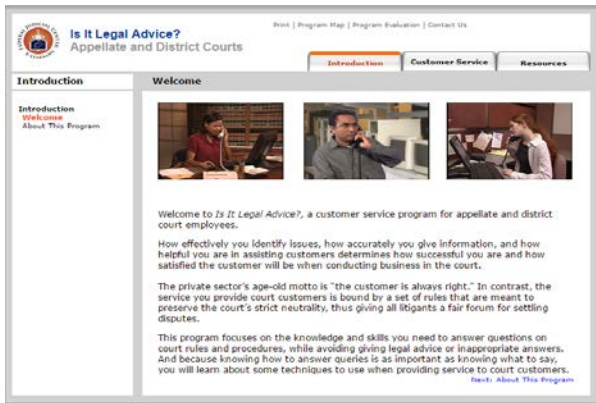 Print | Program Map | Program Evaluation | Contact Us
Is It Legal Advice?
Appellate and District Courts
Introduction
Customer Service
Resources
Introduction
Welcome
Introduction
Welcome
About This Program
Welcome to Is It Legal Advice?, a customer service program for appellate and district
court employees.
How effectively you identify issues, how accurately you give information, and how
helpful you are in assisting customers determines how successful you are and how
satisfied the customer will be when conducting business in the court.
The private sector's age-old motto is "the customer is always right." In contrast, the
service you provide court customers is bound by a set of rules that are meant to
preserve the court's strict neutrality, thus giving all litigants a fair forum for settling
disputes.
This program focuses on the knowledge and skills you need to answer questions on
court rules and procedures, while avoiding giving legal advice or inappropriate answers.
And because knowing how to answer queries is as important as knowing what to say,
you will learn about some techniques to use when providing service to court customers.
Next: About This Program